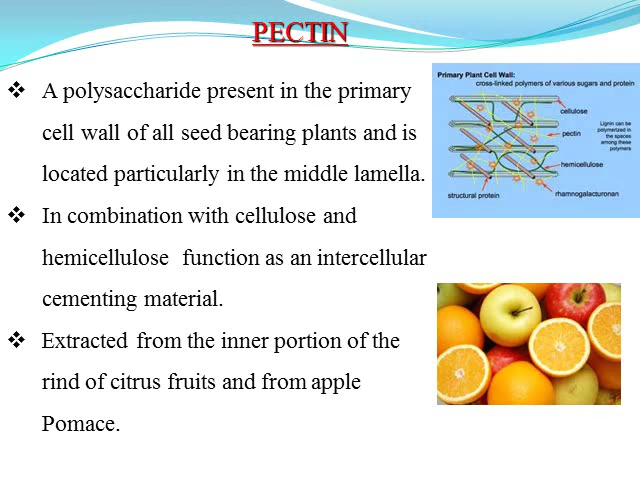 PECTIN
❖ A polysaccharide present in the primary
cell wall of all seed bearing plants and is
located particularly in the middle lamella.
❖ In combination with cellulose and
hemicellulose function as an intercellular
cementing material.
❖ Extracted from the inner portion of the
rind of citrus fruits and from apple
Pomace.
Primary Plant Cell Wall:
cross-linked polymers of various sugars and protein
cellulose
Lignin can be
polymerized in
the spaces
among these
polymers
pectin
hemicellulose
structural protein
rhamnogalacturonan